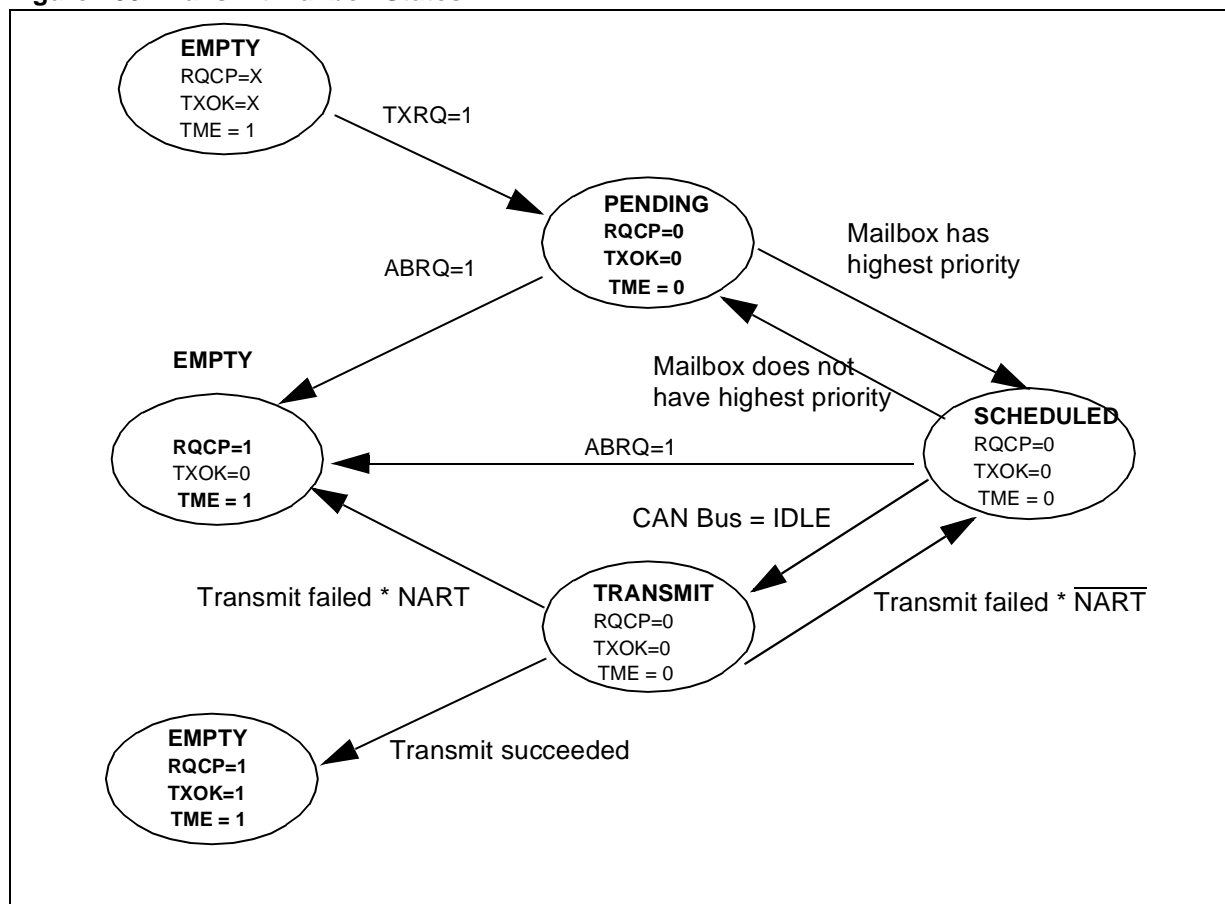 EMPTY
RQCP=X
TXOK=X
TME = 1
TXRQ=1
PENDING
RQCP=0
TXOK=0
TME = 0
Mailbox has
highest priority
ABRQ=1
EMPTY
RQCP=1
TXOK=0
TME = 1
Mailbox does not
have highest priority
SCHEDULED
RQCP=0
TXOK=0
TME = 0
ABRQ=1
CAN Bus = IDLE
Transmit failed * NART
TRANSMIT
RQCP=0
TXOK=0
TME = 0
Transmit failed * N̅A̅R̅T̅
EMPTY
RQCP=1
TXOK=1
TME = 1
Transmit succeeded